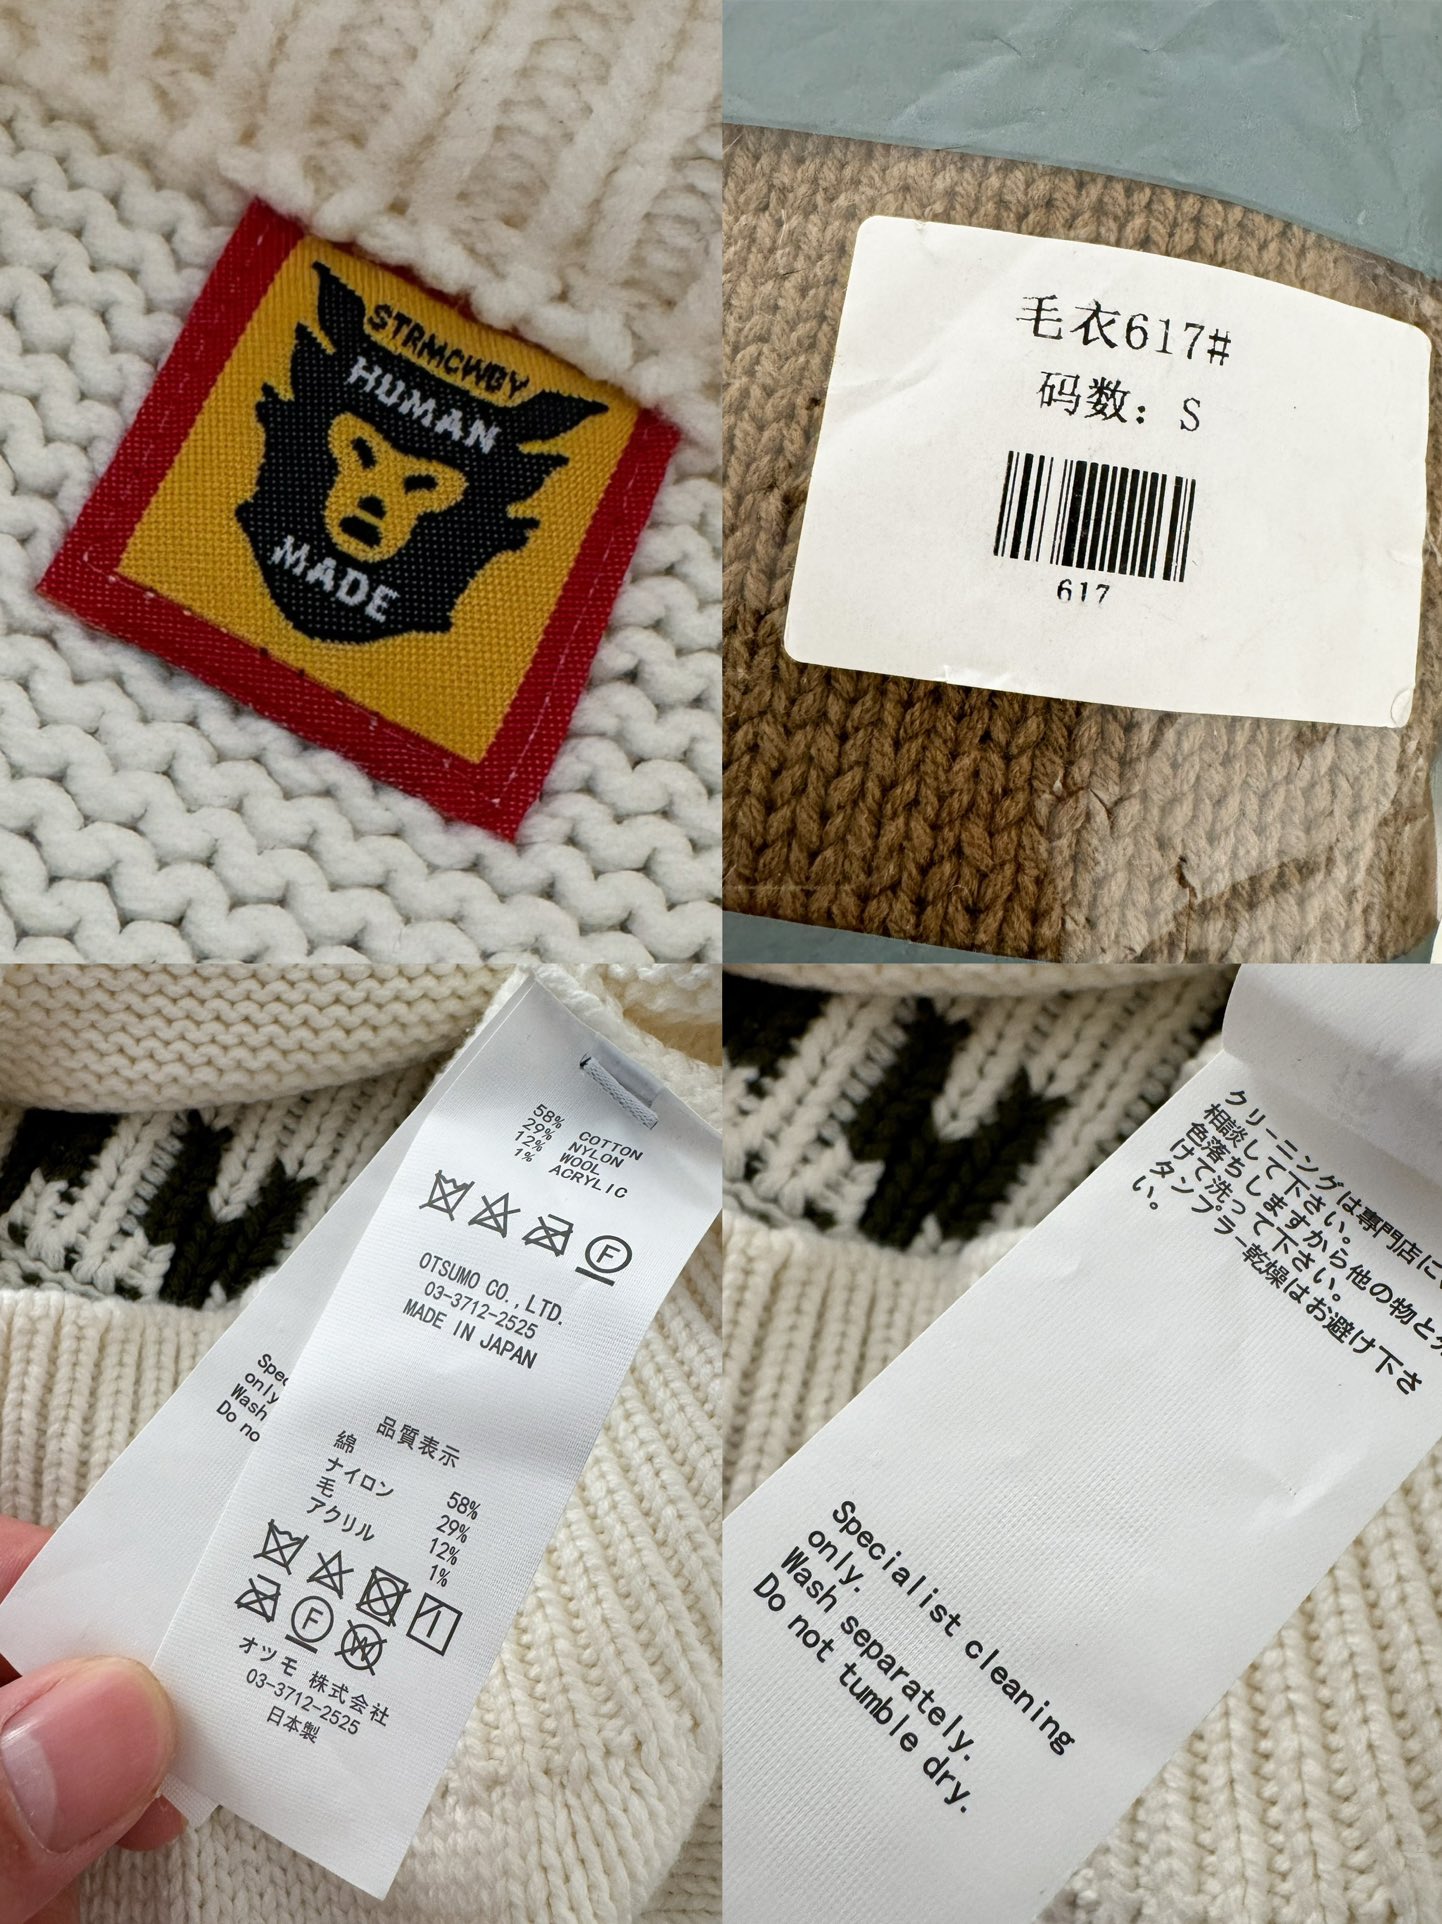 STRMCWBY
HUMAN
MADE
毛衣617#
码数：S
617
58% COTTON
29% NYLON
12% WOOL
1% ACRYLIC
F
OTSUMO CO.,LTD.
03-3712-2525
MADE IN JAPAN
品質表示
綿 58%
ナイロン 29%
毛 12%
アクリル 1%
F W
オツモ 株式会社
03-3712-2525
日本製
only
Wash
Do no
クリーニングは専門店に
相談して下さい。
色落ちしますから他の物と
けて洗って下さい。
タンブラー乾燥はお避け下さ
い。
Specialist cleaning
only.
Wash separately.
Do not tumble dry.